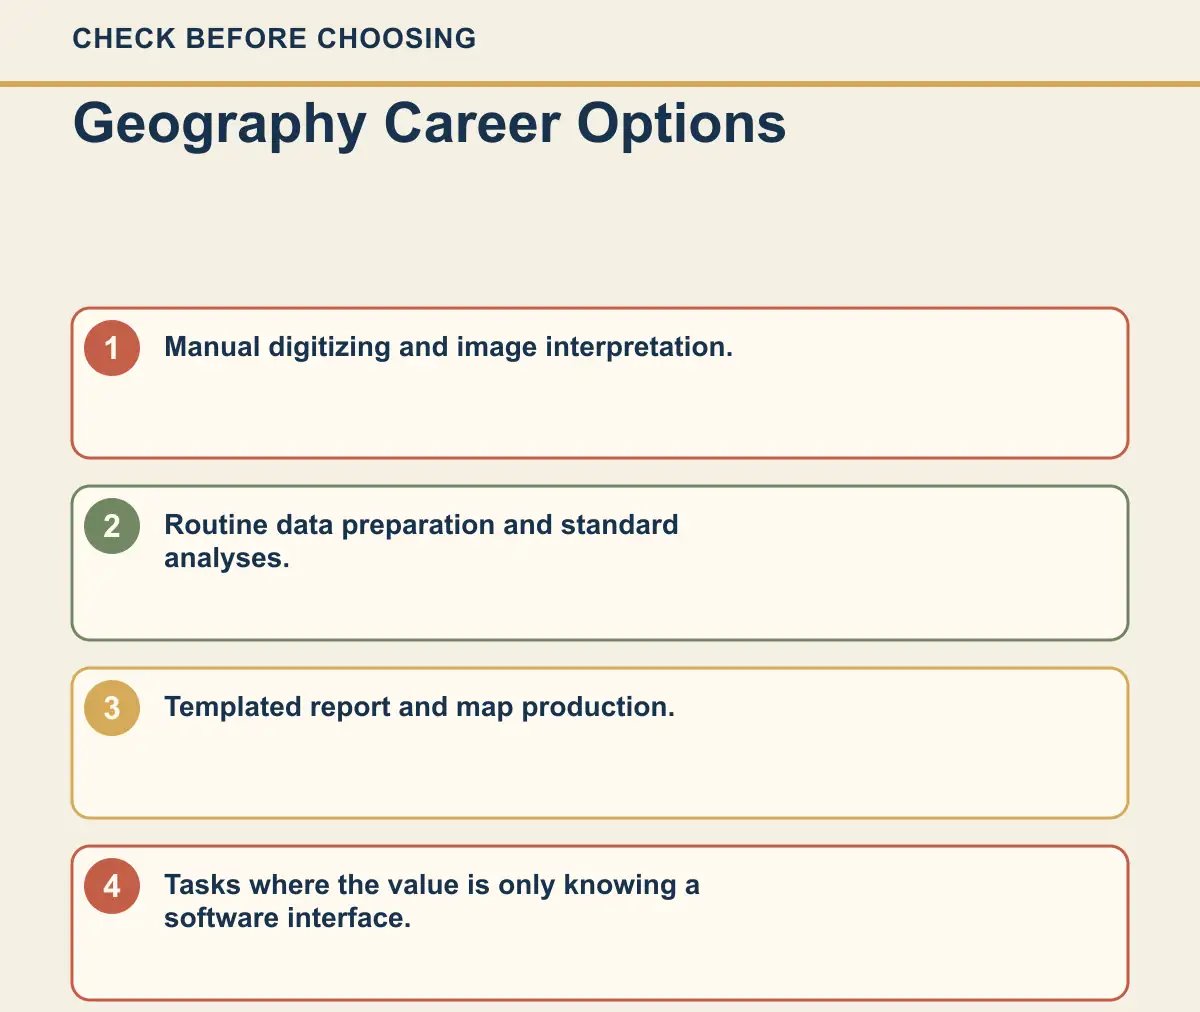 CHECK BEFORE CHOOSING
Geography Career Options
1
Manual digitizing and image interpretation.
2
Routine data preparation and standard
analyses.
3
Templated report and map production.
4
Tasks where the value is only knowing a
software interface.